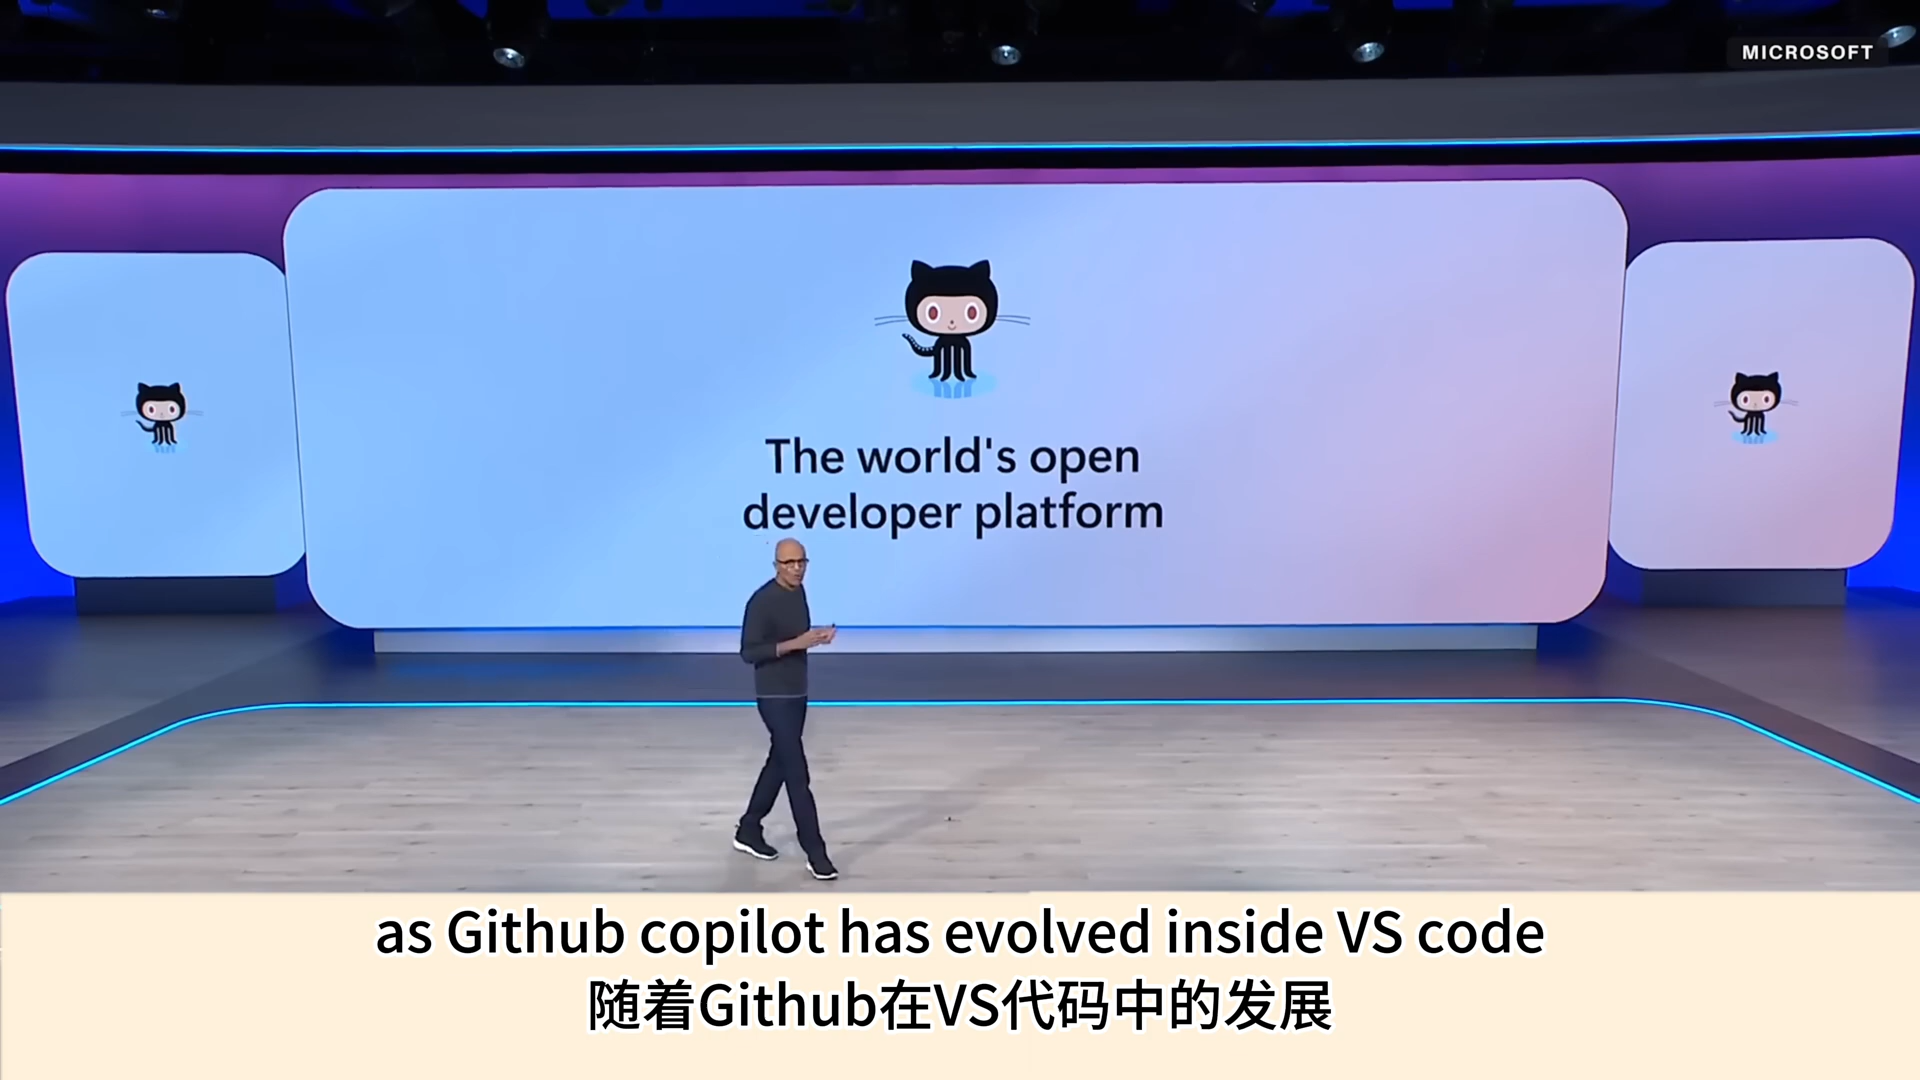 MICROSOFT
The world's open
developer platform
as Github copilot has evolved inside VS code
随着Github在VS代码中的发展